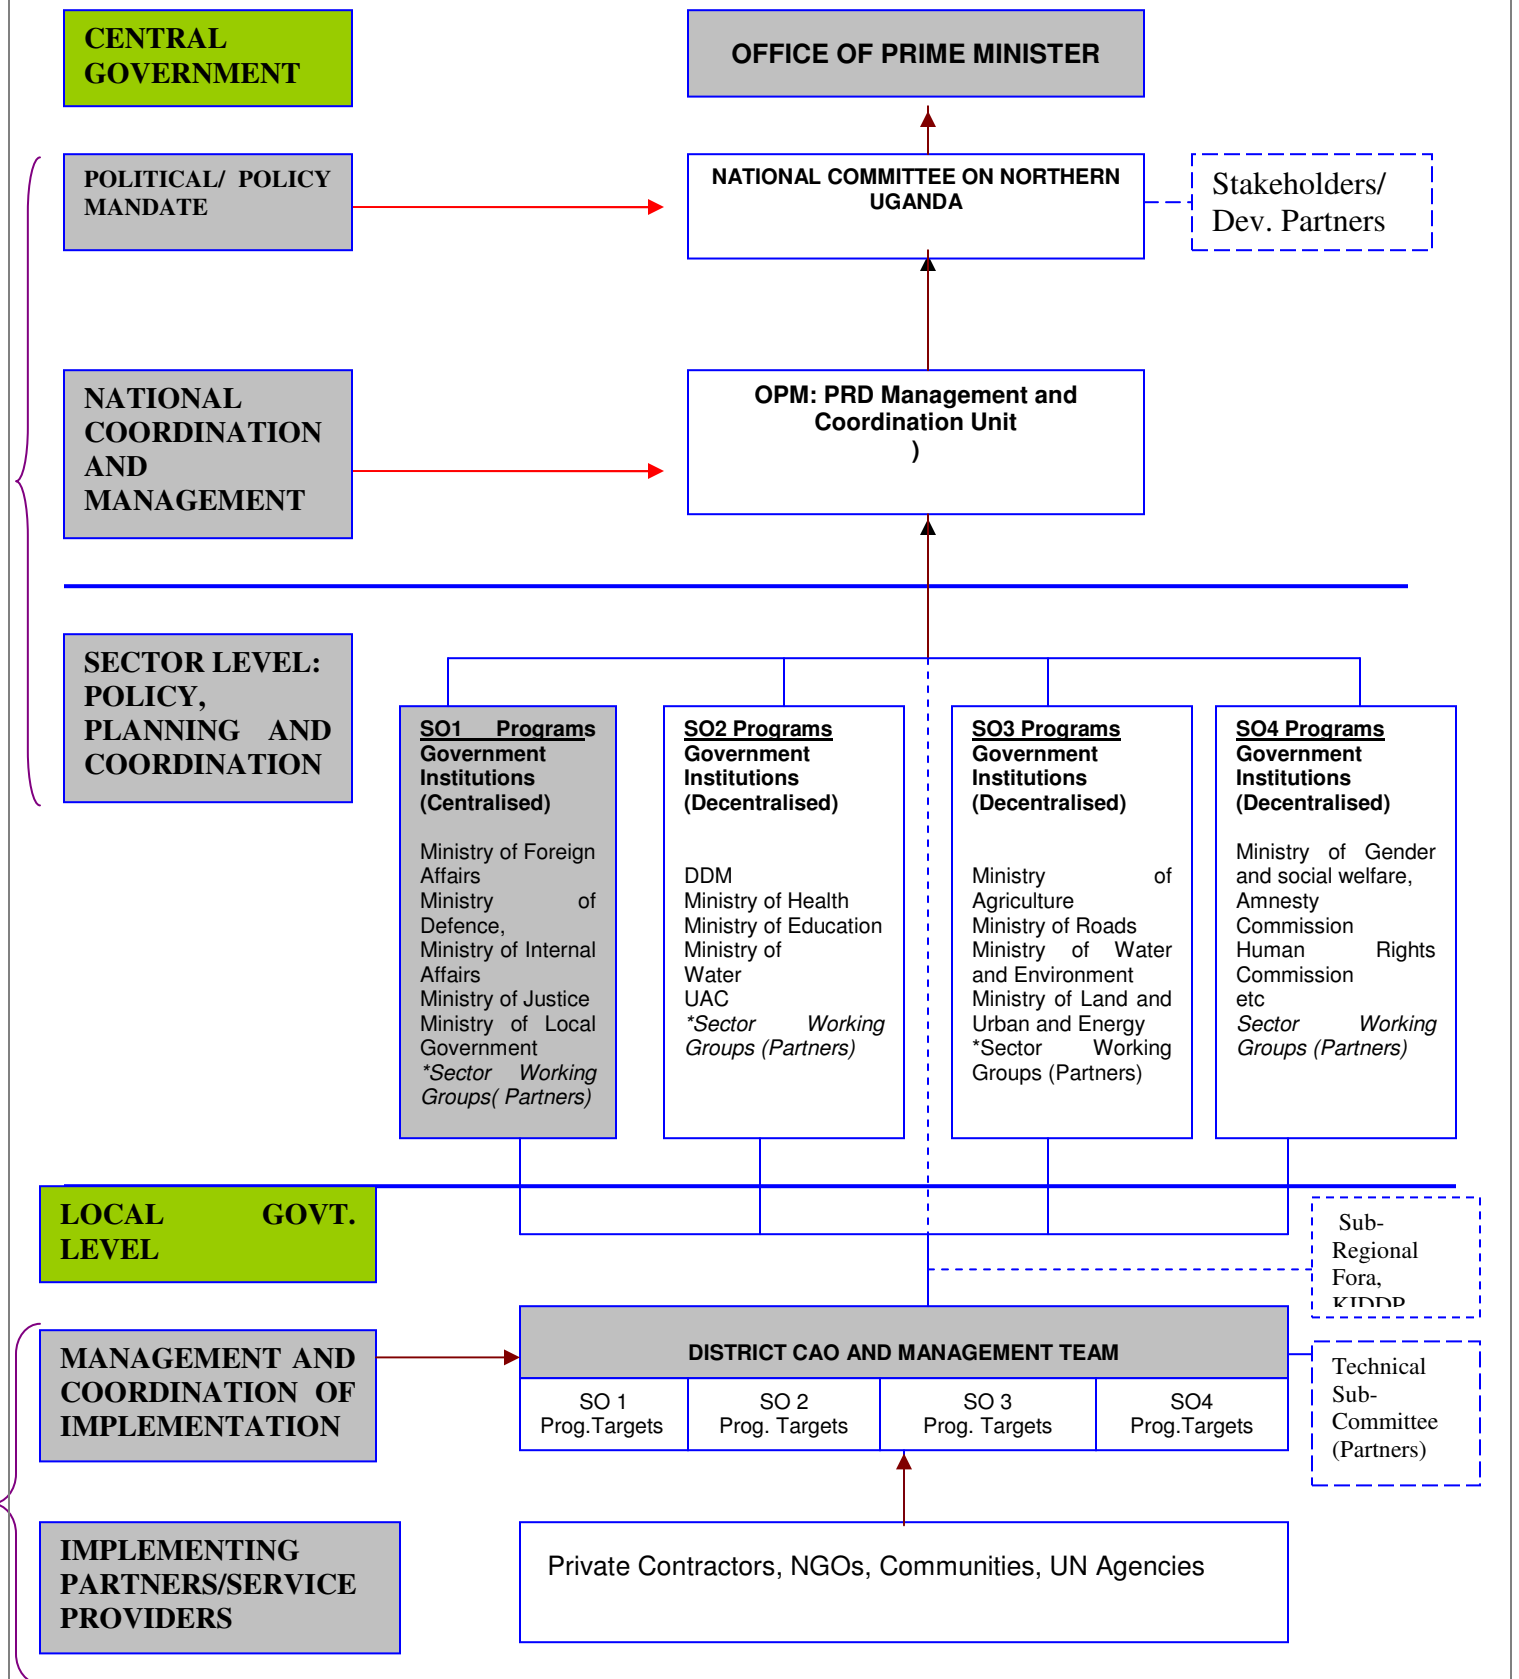 CENTRAL
GOVERNMENT
OFFICE OF PRIME MINISTER
POLITICAL/ POLICY
MANDATE
NATIONAL COMMITTEE ON NORTHERN
UGANDA
Stakeholders/
Dev. Partners
NATIONAL
COORDINATION
AND
MANAGEMENT
OPM: PRD Management and
Coordination Unit
)
SECTOR LEVEL:
POLICY,
PLANNING AND
COORDINATION
SO1 Programs
Government
Institutions
(Centralised)
Ministry of Foreign
Affairs
Ministry of
Defence,
Ministry of Internal
Affairs
Ministry of Justice
Ministry of Local
Government
*Sector Working
Groups( Partners)
SO2 Programs
Government
Institutions
(Decentralised)
DDM
Ministry of Health
Ministry of Education
Ministry of
Water
UAC
*Sector Working
Groups (Partners)
SO3 Programs
Government
Institutions
(Decentralised)
Ministry of
Agriculture
Ministry of Roads
Ministry of Water
and Environment
Ministry of Land and
Urban and Energy
*Sector Working
Groups (Partners)
SO4 Programs
Government
Institutions
(Decentralised)
Ministry of Gender
and social welfare,
Amnesty
Commission
Human Rights
Commission
etc
Sector Working
Groups (Partners)
LOCAL GOVT.
LEVEL
Sub-
Regional
Fora,
KIDDP
MANAGEMENT AND
COORDINATION OF
IMPLEMENTATION
DISTRICT CAO AND MANAGEMENT TEAM
SO 1
Prog.Targets
SO 2
Prog. Targets
SO 3
Prog. Targets
SO4
Prog.Targets
Technical
Sub-
Committee
(Partners)
IMPLEMENTING
PARTNERS/SERVICE
PROVIDERS
Private Contractors, NGOs, Communities, UN Agencies